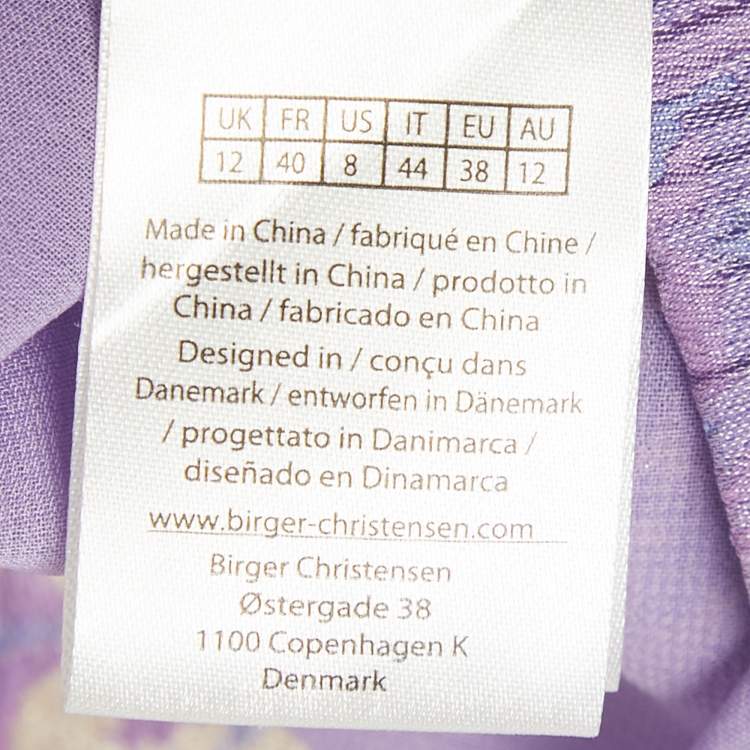 UK FR US IT EU AU
12 40 8 44 38 12
Made in China / fabriqué en Chine /
hergestellt in China / prodotto in
China / fabricado en China
Designed in / conçu dans
Danemark / entworfen in Dänemark
/ progettato in Danimarca /
diseñado en Dinamarca
www.birger-christensen.com
Birger Christensen
Østergade 38
1100 Copenhagen K
Denmark